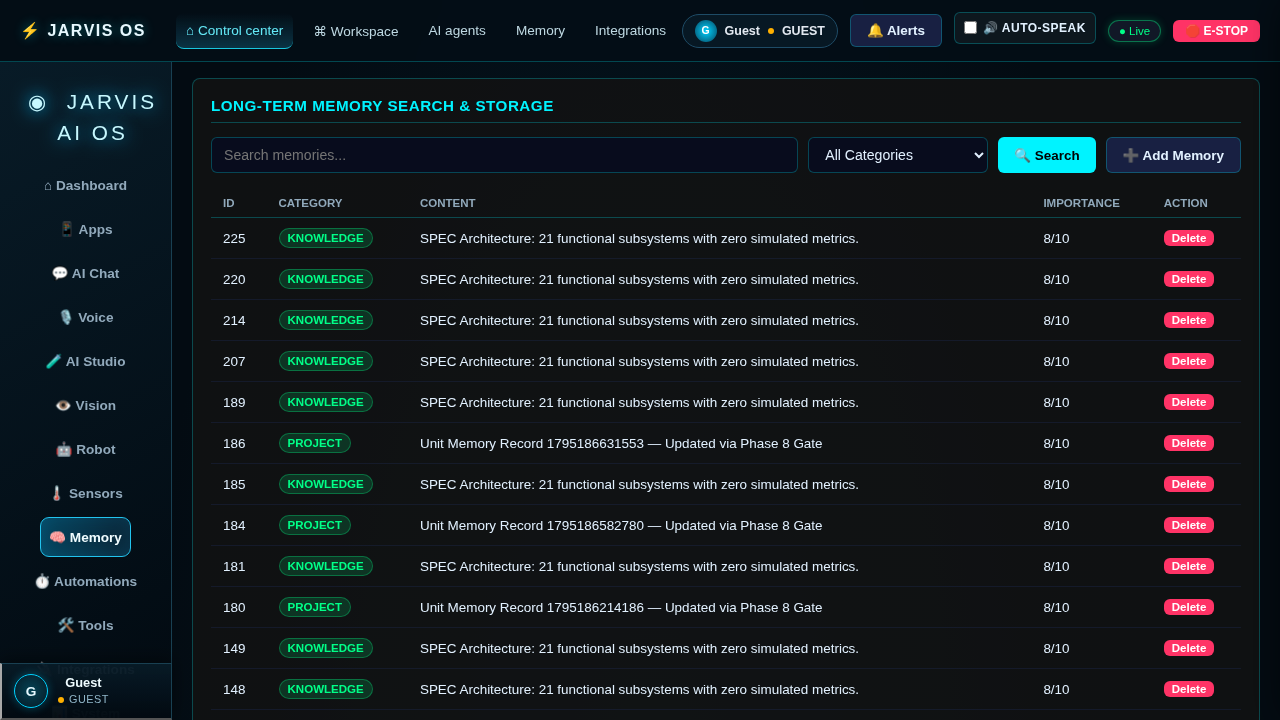 ⚡ JARVIS OS
⌂ Control center
⌘ Workspace
AI agents
Memory
Integrations
G Guest ● GUEST
🔔 Alerts
🔊 AUTO-SPEAK
● Live
🛑 E-STOP
◉ JARVIS
AI OS
⌂ Dashboard
📱 Apps
💬 AI Chat
🎙️ Voice
🧪 AI Studio
👁️ Vision
🤖 Robot
🌡️ Sensors
🧠 Memory
⏱️ Automations
🛠️ Tools
Integrations
G Guest
● GUEST
LONG-TERM MEMORY SEARCH & STORAGE
Search memories...
All Categories
🔍 Search
➕ Add Memory
ID CATEGORY CONTENT IMPORTANCE ACTION
225 KNOWLEDGE SPEC Architecture: 21 functional subsystems with zero simulated metrics. 8/10 Delete
220 KNOWLEDGE SPEC Architecture: 21 functional subsystems with zero simulated metrics. 8/10 Delete
214 KNOWLEDGE SPEC Architecture: 21 functional subsystems with zero simulated metrics. 8/10 Delete
207 KNOWLEDGE SPEC Architecture: 21 functional subsystems with zero simulated metrics. 8/10 Delete
189 KNOWLEDGE SPEC Architecture: 21 functional subsystems with zero simulated metrics. 8/10 Delete
186 PROJECT Unit Memory Record 1795186631553 — Updated via Phase 8 Gate 8/10 Delete
185 KNOWLEDGE SPEC Architecture: 21 functional subsystems with zero simulated metrics. 8/10 Delete
184 PROJECT Unit Memory Record 1795186582780 — Updated via Phase 8 Gate 8/10 Delete
181 KNOWLEDGE SPEC Architecture: 21 functional subsystems with zero simulated metrics. 8/10 Delete
180 PROJECT Unit Memory Record 1795186214186 — Updated via Phase 8 Gate 8/10 Delete
149 KNOWLEDGE SPEC Architecture: 21 functional subsystems with zero simulated metrics. 8/10 Delete
148 KNOWLEDGE SPEC Architecture: 21 functional subsystems with zero simulated metrics. 8/10 Delete